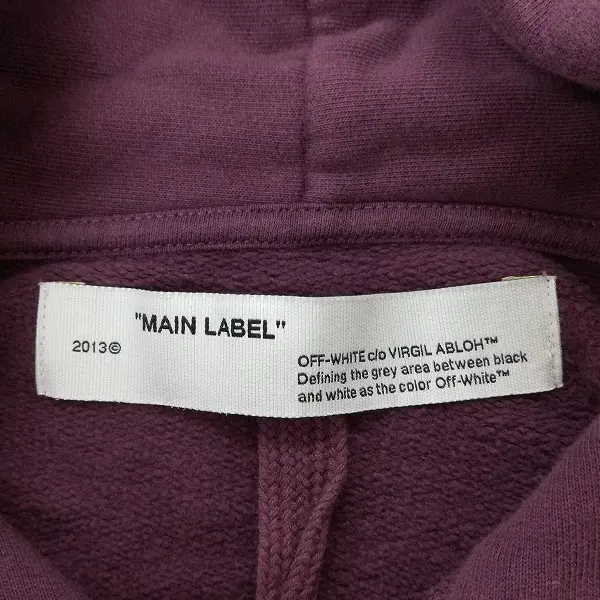 "MAIN LABEL"
2013©
OFF-WHITE c/o VIRGIL ABLOH™
Defining the grey area between black
and white as the color Off-White™